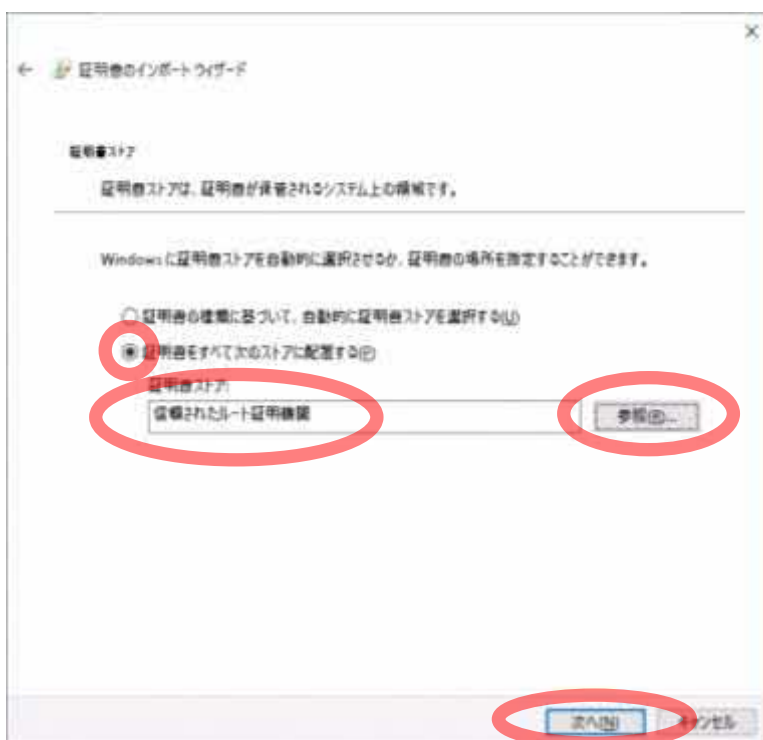 証明書のインポート ウィザード
証明書ストア
証明書ストアは、証明書が保管されるシステム上の領域です。
Windows に証明書ストアを自動的に選択させるか、証明書の場所を指定することができます。
証明書の種類に基づいて、自動的に証明書ストアを選択する(U)
証明書をすべて次のストアに配置する(P)
証明書ストア:
信頼されたルート証明機関
参照(R)...
次へ(N)
キャンセル